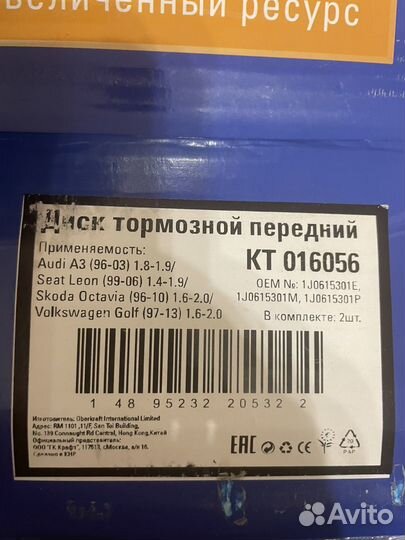 увеличенный ресурс
Диск тормозной передний
Применяемость:
Audi A3 (96-03) 1.8-1.9/
Seat Leon (99-06) 1.4-1.9/
Skoda Octavia (96-10) 1.6-2.0/
Volkswagen Golf (97-13) 1.6-2.0
КТ 016056
OEM №: 1J0615301E,
1J0615301M, 1J0615301P
В комплекте: 2шт.
1 48 95232 20532 2
Изготовитель: Oberkraft International Limited
Адрес: RM 1101 ,11/F, San Toi Building,
No. 139 Connaught Rd Central, Hong Kong,Китай
Официальный представитель:
ООО "ГК Крафт", 117513, г.Москва, а/я 16.
Сделано в КНР
EAC
20
PAP
Avito